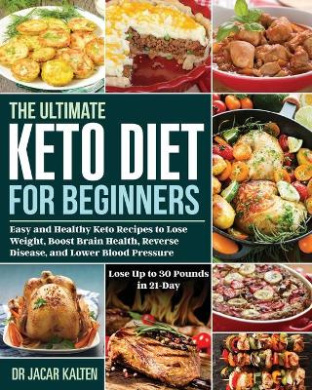 THE ULTIMATE
KETO DIET
FOR BEGINNERS
Easy and Healthy Keto Recipes to Lose
Weight, Boost Brain Health, Reverse
Disease, and Lower Blood Pressure
Lose Up to 30 Pounds
in 21-Day
DR JACAR KALTEN